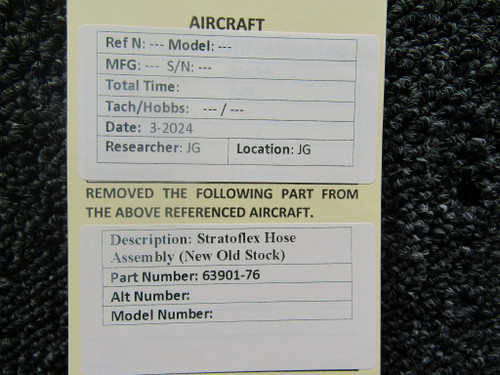 AIRCRAFT
Ref N: --- Model: ---
MFG: --- S/N: ---
Total Time:
Tach/Hobbs: --- / ---
Date: 3-2024
Researcher: JG Location: JG
REMOVED THE FOLLOWING PART FROM
THE ABOVE REFERENCED AIRCRAFT.
Description: Stratoflex Hose
Assembly (New Old Stock)
Part Number: 63901-76
Alt Number:
Model Number: